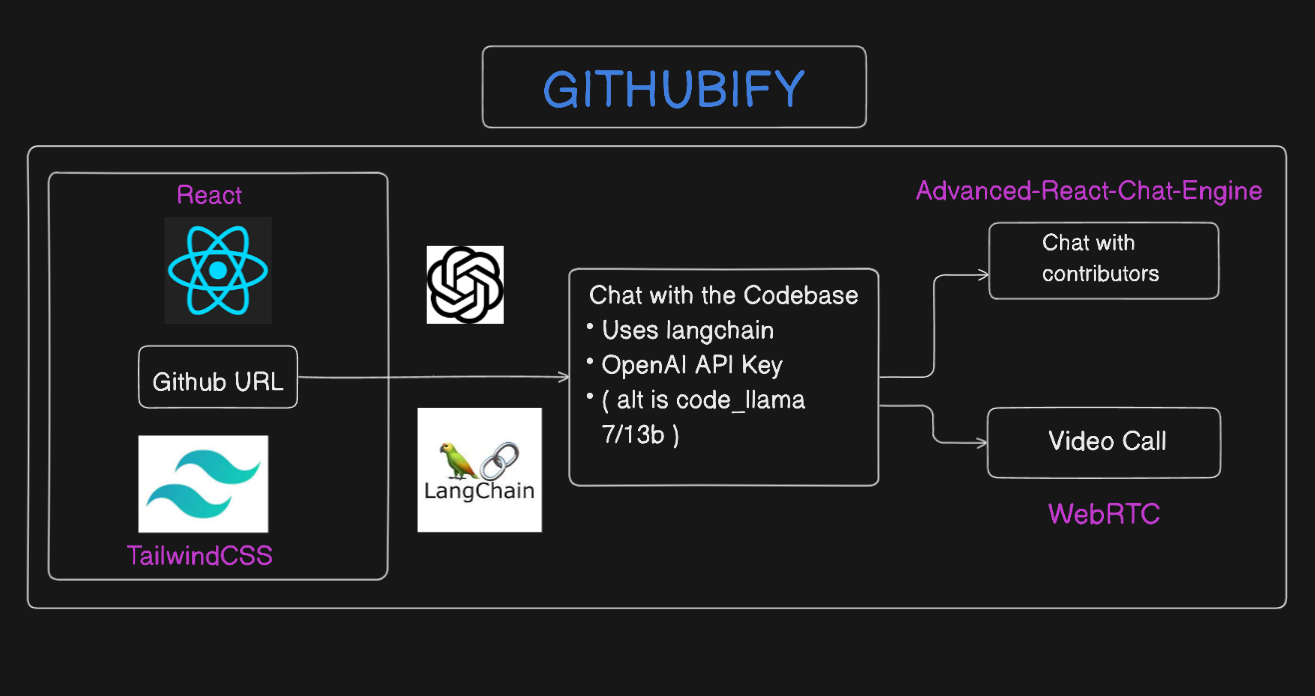 GITHUBIFY
React
Github URL
TailwindCSS
LangChain
Chat with the Codebase
• Uses langchain
• OpenAI API Key
• ( alt is code_llama
7/13b )
Advanced-React-Chat-Engine
Chat with
contributors
Video Call
WebRTC